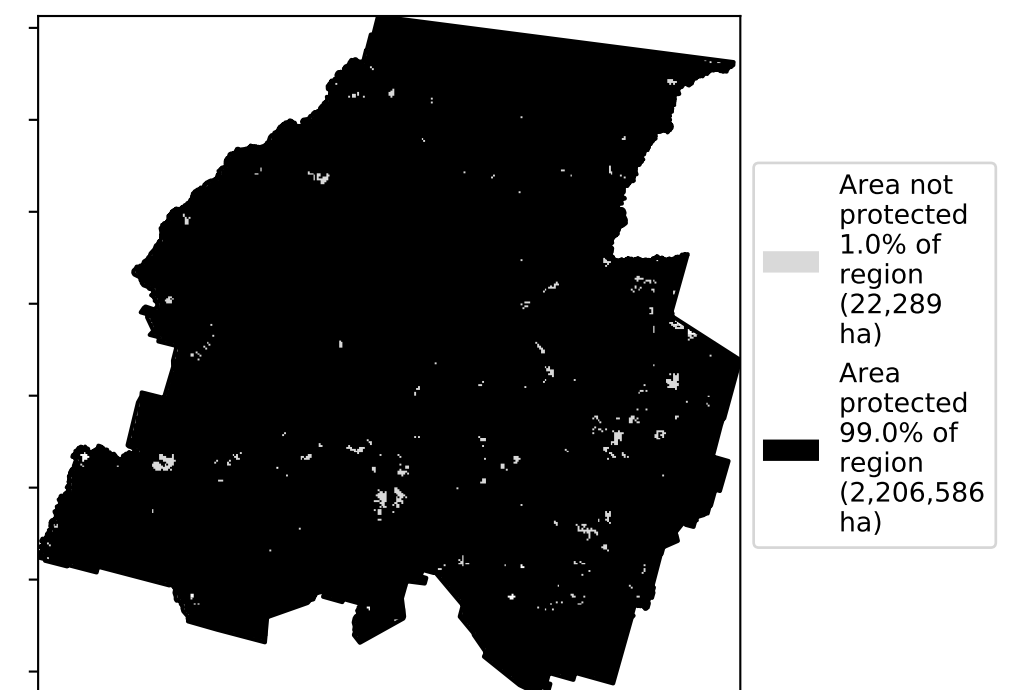 Area not
protected
1.0% of
region
(22,289
ha)
Area
protected
99.0% of
region
(2,206,586
ha)